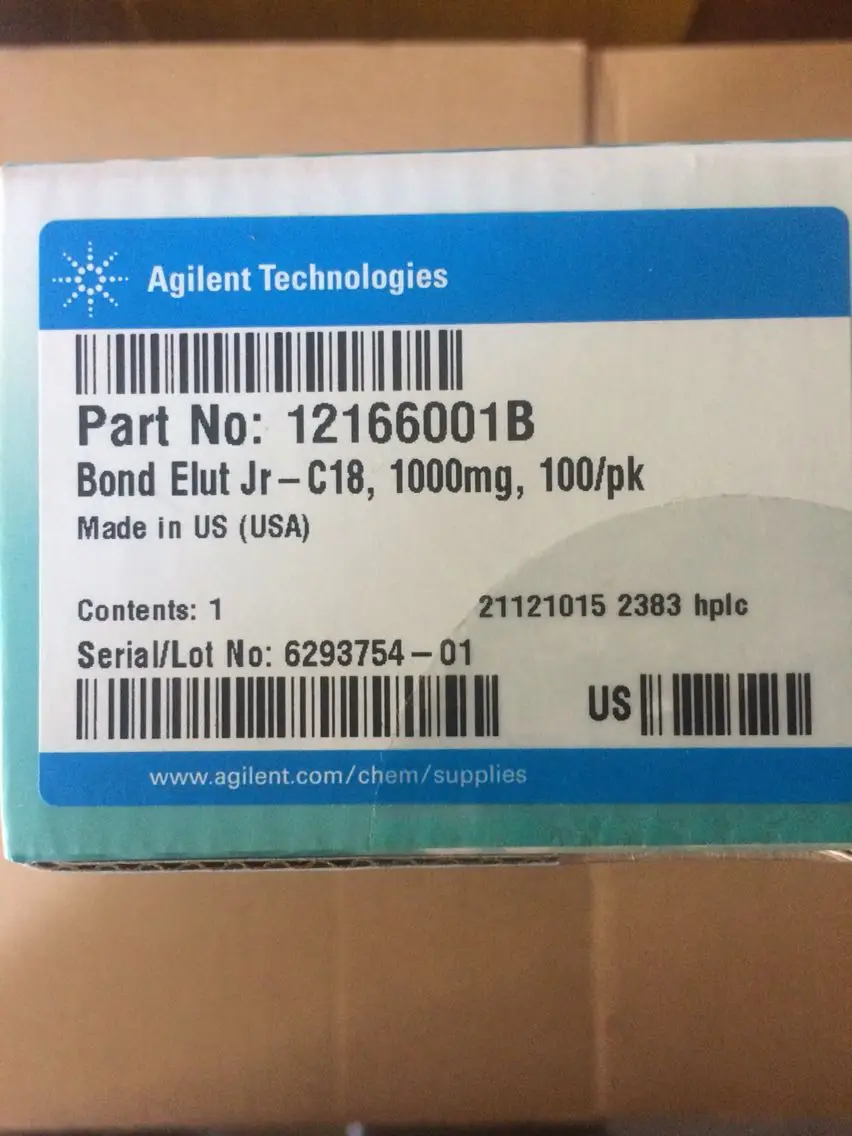 Agilent Technologies
Part No: 12166001B
Bond Elut Jr-C18, 1000mg, 100/pk
Made in US (USA)
Contents: 1
21121015 2383 hplc
Serial/Lot No: 6293754-01
US
www.agilent.com/chem/supplies